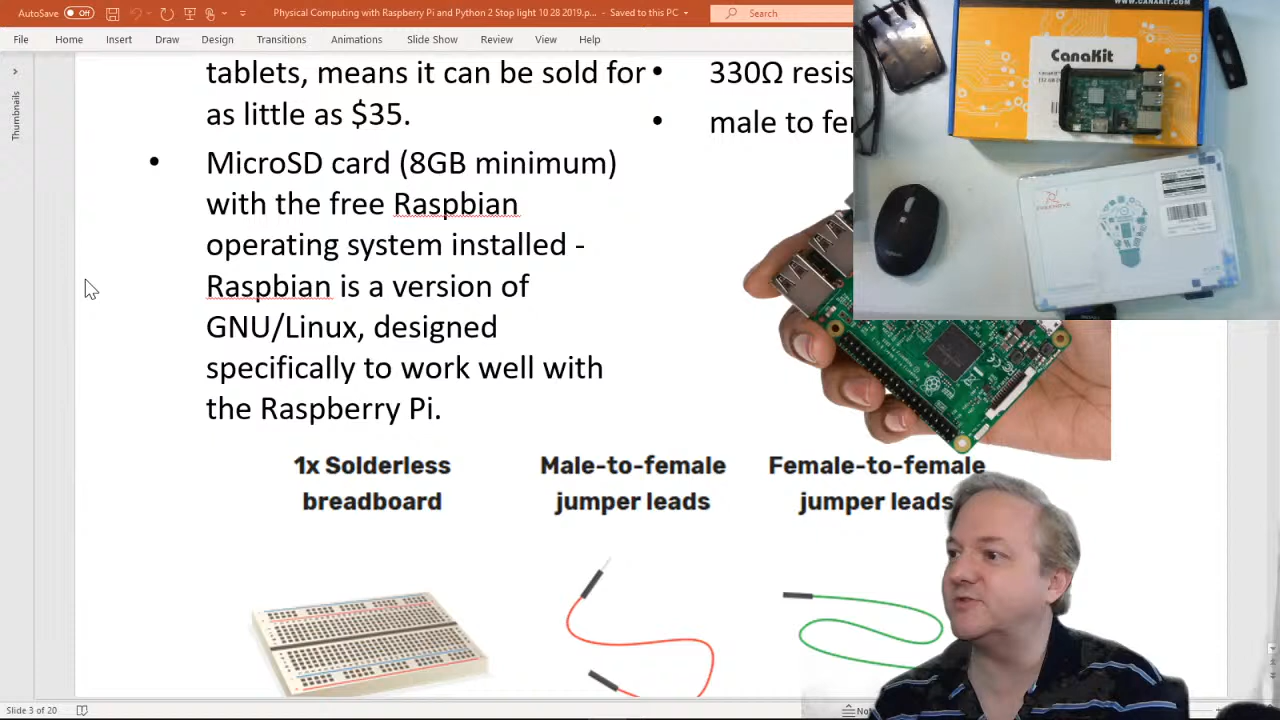 AutoSave Off
Physical Computing with Raspberry Pi and Python 2 Stop light 10 28 2019.p... - Saved to this PC
Search
File Home Insert Draw Design Transitions Animations Slide Show Review View Help
Thumbnails
tablets, means it can be sold for
as little as $35.
• MicroSD card (8GB minimum)
with the free Raspbian
operating system installed -
Raspbian is a version of
GNU/Linux, designed
specifically to work well with
the Raspberry Pi.
• 330Ω resis
• male to fe
WWW.CANAKIT.COM
CanaKit
1x Solderless
breadboard
Male-to-female
jumper leads
Female-to-female
jumper leads
Slide 3 of 20